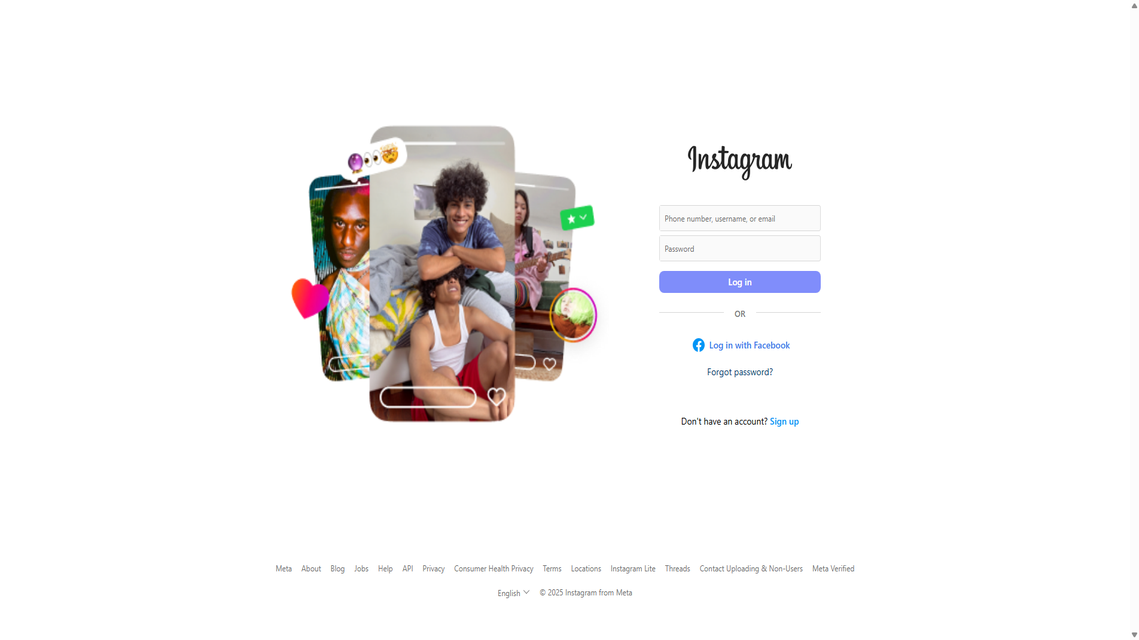 Instagram
Phone number, username, or email
Password
Log in
OR
Log in with Facebook
Forgot password?
Don't have an account? Sign up
Meta About Blog Jobs Help API Privacy Consumer Health Privacy Terms Locations Instagram Lite Threads Contact Uploading & Non-Users Meta Verified
English © 2025 Instagram from Meta